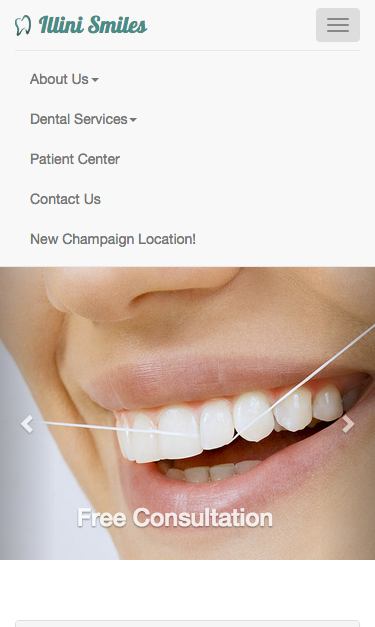 Illini Smiles
About Us
Dental Services
Patient Center
Contact Us
New Champaign Location!
Free Consultation